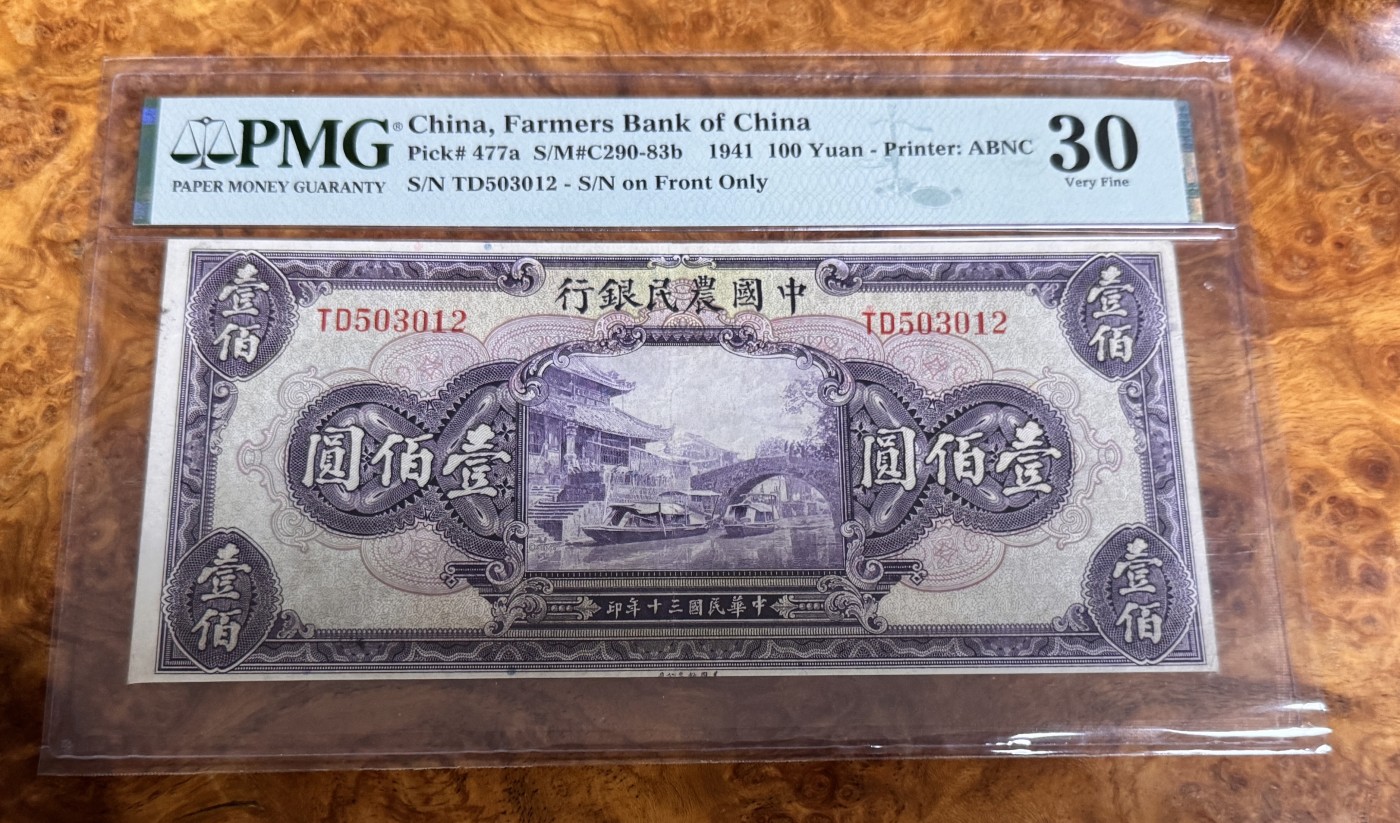 PMG®
PAPER MONEY GUARANTY
China, Farmers Bank of China
Pick# 477a S/M#C290-83b 1941 100 Yuan - Printer: ABNC
S/N TD503012 - S/N on Front Only
30
Very Fine
中國農民銀行
壹佰
壹佰
TD503012
TD503012
壹佰圓
壹佰圓
壹佰
壹佰
中華民國三十年印